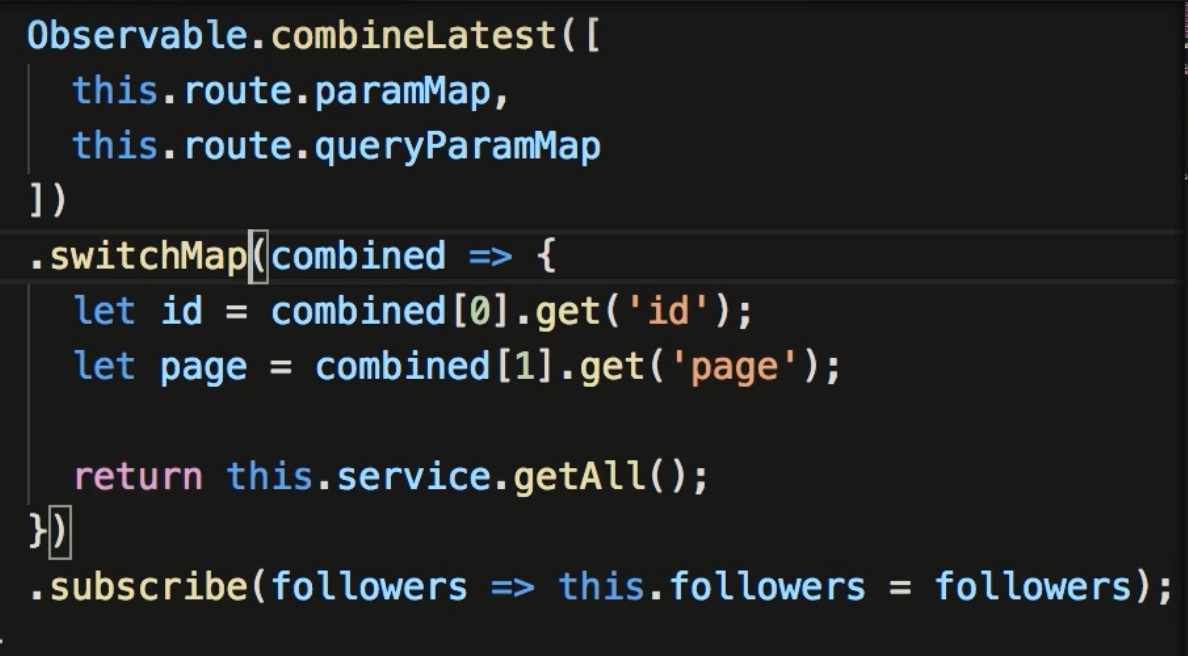 Observable.combineLatest([
  this.route.paramMap,
  this.route.queryParamMap
])
.switchMap(combined => {
  let id = combined[0].get('id');
  let page = combined[1].get('page');

  return this.service.getAll();
})
.subscribe(followers => this.followers = followers);